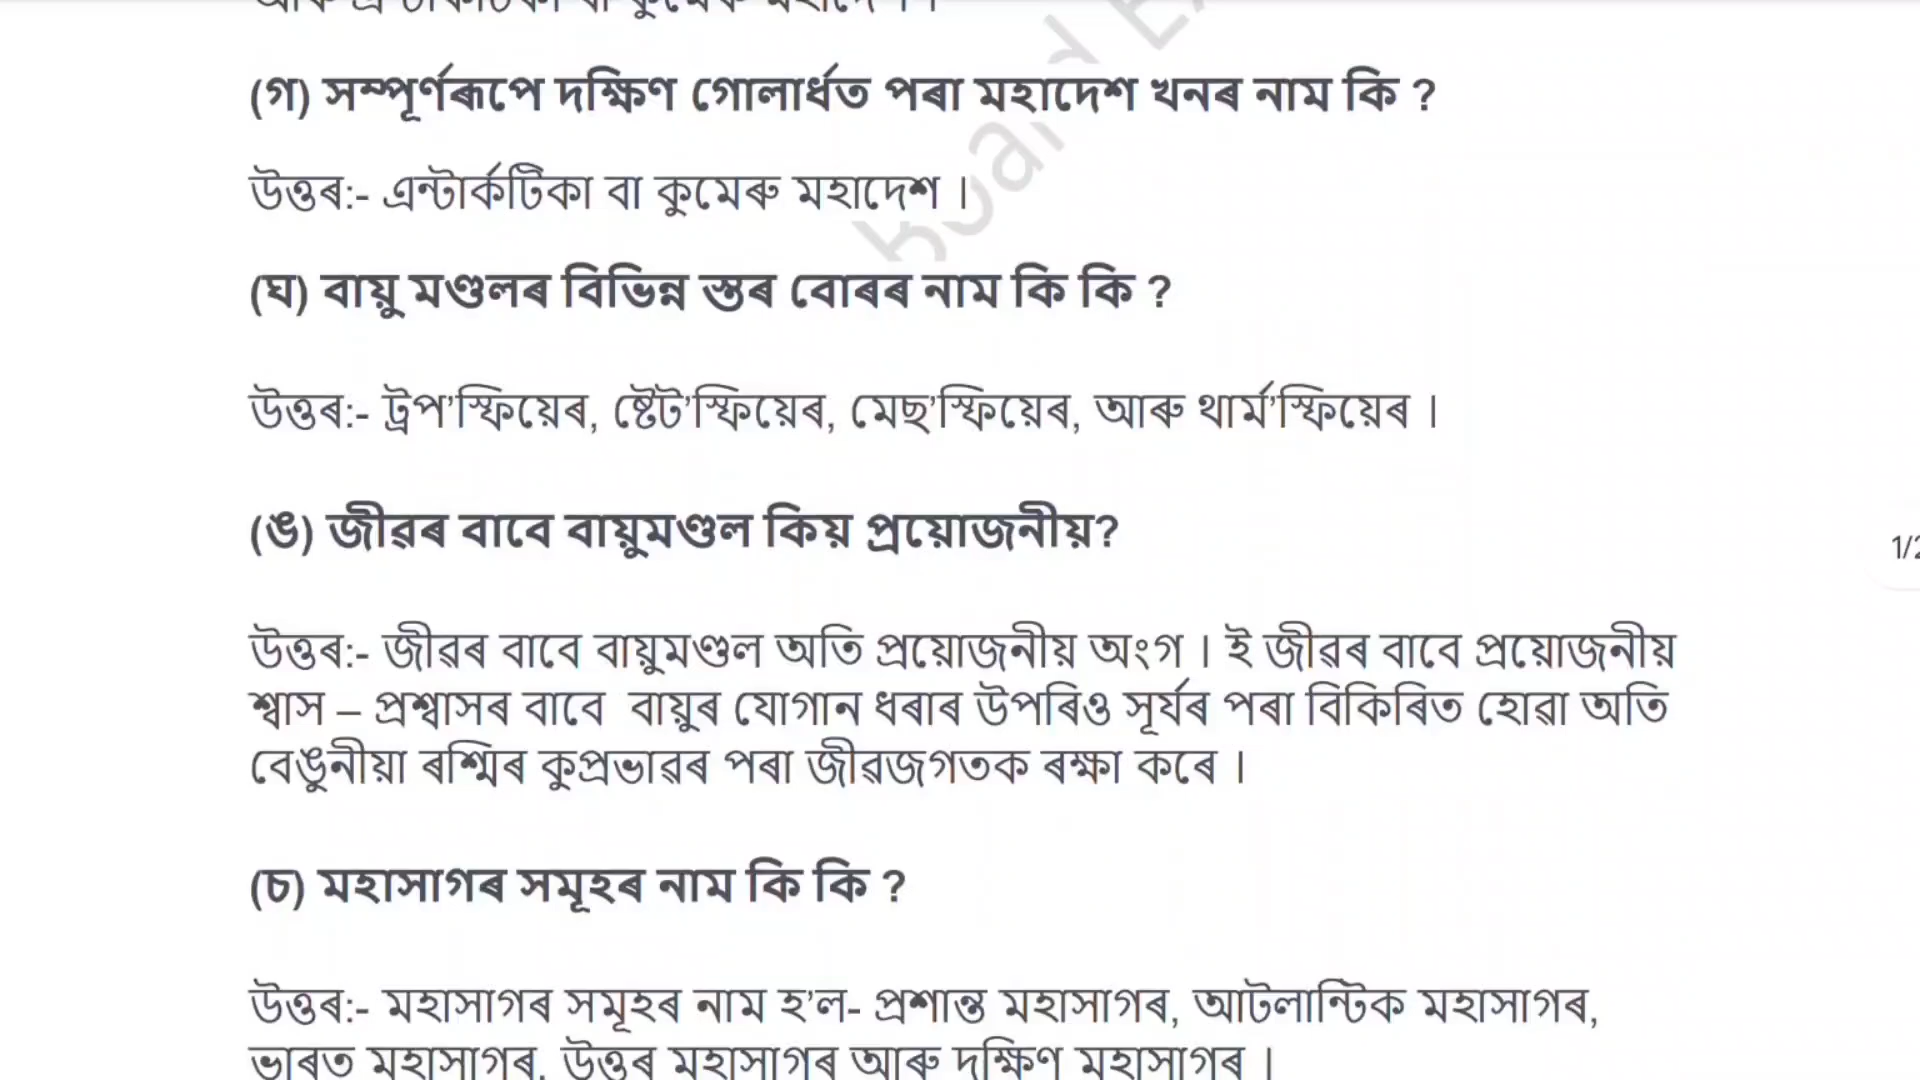 (গ) সম্পূৰ্ণৰূপে দক্ষিণ গোলাৰ্ধত পৰা মহাদেশ খনৰ নাম কি ?
উত্তৰ:- এন্টাৰ্কটিকা বা কুমেৰু মহাদেশ ।
(ঘ) বায়ু মণ্ডলৰ বিভিন্ন স্তৰ বোৰৰ নাম কি কি ?
উত্তৰ:- ট্ৰপ’স্ফিয়েৰ, ষ্টেট’স্ফিয়েৰ, মেছ’স্ফিয়েৰ, আৰু থাৰ্ম’স্ফিয়েৰ ।
(ঙ) জীৱৰ বাবে বায়ুমণ্ডল কিয় প্ৰয়োজনীয়?
1/2
উত্তৰ:- জীৱৰ বাবে বায়ুমণ্ডল অতি প্ৰয়োজনীয় অংগ । ই জীৱৰ বাবে প্ৰয়োজনীয়
শ্বাস – প্ৰশ্বাসৰ বাবে বায়ুৰ যোগান ধৰাৰ উপৰিও সূৰ্যৰ পৰা বিকিৰিত হোৱা অতি
বেঙুনীয়া ৰশ্মিৰ কুপ্ৰভাৱৰ পৰা জীৱজগতক ৰক্ষা কৰে ।
(চ) মহাসাগৰ সমূহৰ নাম কি কি ?
উত্তৰ:- মহাসাগৰ সমূহৰ নাম হ’ল- প্ৰশান্ত মহাসাগৰ, আটলান্টিক মহাসাগৰ,
ভাৰত মহাসাগৰ, উত্তৰ মহাসাগৰ আৰু দক্ষিণ মহাসাগৰ ।